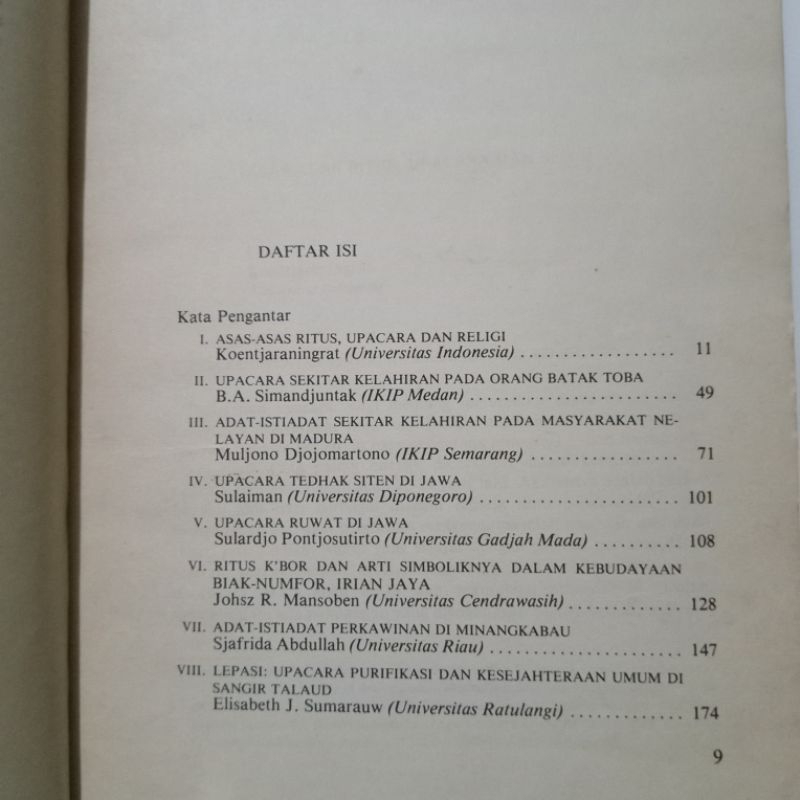 DAFTAR ISI
Kata Pengantar
I. ASAS-ASAS RITUS, UPACARA DAN RELIGI
Koentjaraningrat (Universitas Indonesia) .................. 11
II. UPACARA SEKITAR KELAHIRAN PADA ORANG BATAK TOBA
B.A. Simandjuntak (IKIP Medan) ........................ 49
III. ADAT-ISTIADAT SEKITAR KELAHIRAN PADA MASYARAKAT NE-
LAYAN DI MADURA
Muljono Djojomartono (IKIP Semarang) ................. 71
IV. UPACARA TEDHAK SITEN DI JAWA
Sulaiman (Universitas Diponegoro) ....................... 101
V. UPACARA RUWAT DI JAWA
Sulardjo Pontjosutirto (Universitas Gadjah Mada) .......... 108
VI. RITUS K'BOR DAN ARTI SIMBOLIKNYA DALAM KEBUDAYAAN
BIAK-NUMFOR, IRIAN JAYA
Johsz R. Mansoben (Universitas Cendrawasih) ............. 128
VII. ADAT-ISTIADAT PERKAWINAN DI MINANGKABAU
Sjafrida Abdullah (Universitas Riau) ...................... 147
VIII. LEPASI: UPACARA PURIFIKASI DAN KESEJAHTERAAN UMUM DI
SANGIR TALAUD
Elisabeth J. Sumarauw (Universitas Ratulangi) ............. 174
9